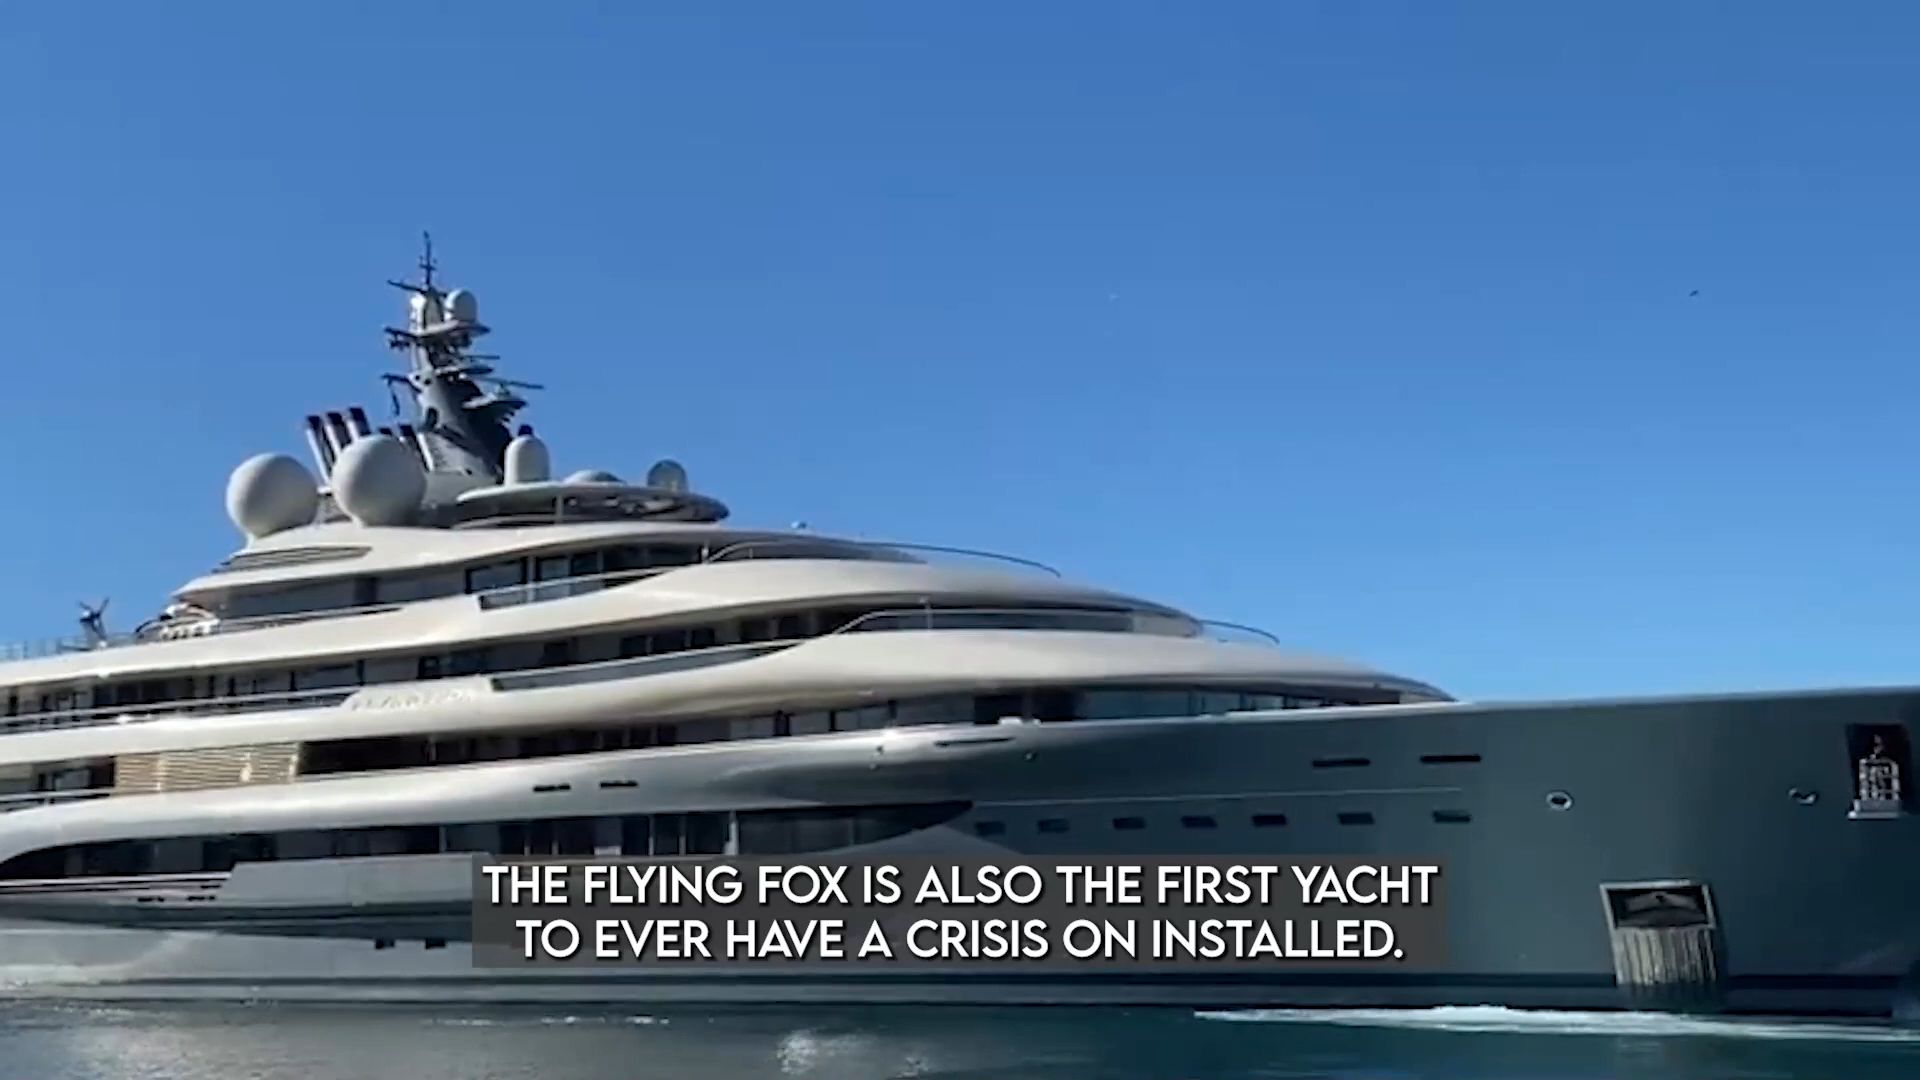 THE FLYING FOX IS ALSO THE FIRST YACHT
TO EVER HAVE A CRISIS ON INSTALLED.